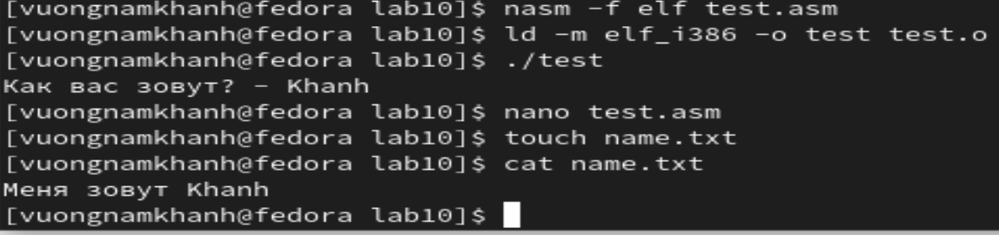 [vuongnamkhanh@fedora lab10]$ nasm -f elf test.asm
[vuongnamkhanh@fedora lab10]$ ld -m elf_i386 -o test test.o
[vuongnamkhanh@fedora lab10]$ ./test
Как вас зовут? - Khanh
[vuongnamkhanh@fedora lab10]$ nano test.asm
[vuongnamkhanh@fedora lab10]$ touch name.txt
[vuongnamkhanh@fedora lab10]$ cat name.txt
Меня зовут Khanh
[vuongnamkhanh@fedora lab10]$